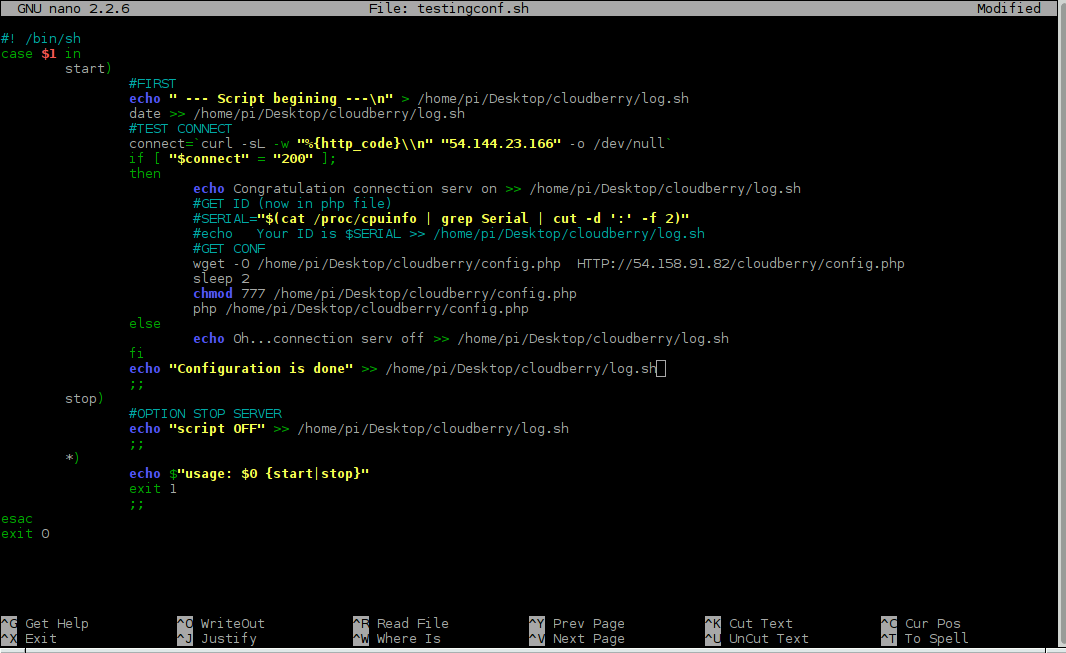 GNU nano 2.2.6 File: testingconf.sh Modified
#! /bin/sh
case $1 in
start)
#FIRST
echo " --- Script begining ---\n" > /home/pi/Desktop/cloudberry/log.sh
date >> /home/pi/Desktop/cloudberry/log.sh
#TEST CONNECT
connect=`curl -sL -w "%{http_code}\\n" "54.144.23.166" -o /dev/null`
if [ "$connect" = "200" ];
then
echo Congratulation connection serv on >> /home/pi/Desktop/cloudberry/log.sh
#GET ID (now in php file)
#SERIAL="$(cat /proc/cpuinfo | grep Serial | cut -d ':' -f 2)"
#echo   Your ID is $SERIAL >> /home/pi/Desktop/cloudberry/log.sh
#GET CONF
wget -O /home/pi/Desktop/cloudberry/config.php  HTTP://54.158.91.82/cloudberry/config.php
sleep 2
chmod 777 /home/pi/Desktop/cloudberry/config.php
php /home/pi/Desktop/cloudberry/config.php
else
echo Oh...connection serv off >> /home/pi/Desktop/cloudberry/log.sh
fi
echo "Configuration is done" >> /home/pi/Desktop/cloudberry/log.sh
;;
stop)
#OPTION STOP SERVER
echo "script OFF" >> /home/pi/Desktop/cloudberry/log.sh
;;
*)
echo $"usage: $0 {start|stop}"
exit 1
;;
esac
exit 0
^G Get Help ^O WriteOut ^R Read File ^Y Prev Page ^K Cut Text ^C Cur Pos
^X Exit ^J Justify ^W Where Is ^V Next Page ^U UnCut Text ^T To Spell